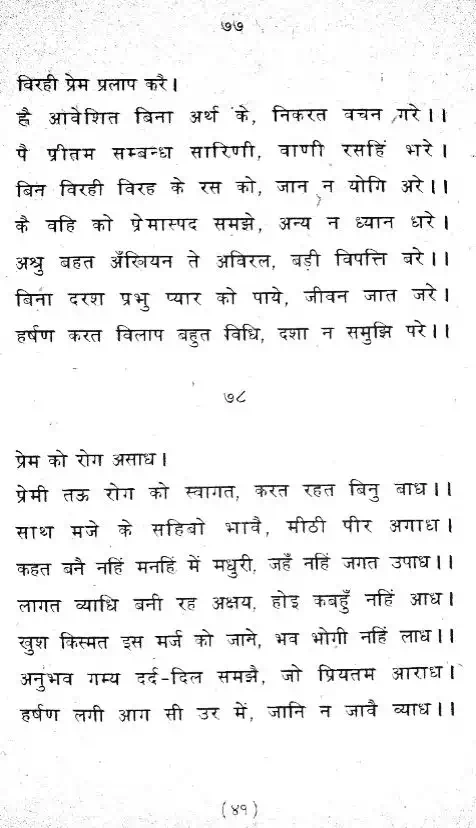 ७७
विरही प्रेम प्रलाप करै।
ह्वै आवेशित बिना अर्थ के, निकरत वचन गरे।।
पै प्रीतम सम्बन्ध सारिणी, वाणी रसहिं भरे।
बिन विरही विरह के रस को, जान न योगि अरे।।
कै वहि को प्रेमास्पद समझे, अन्य न ध्यान धरे।
अश्रु बहत अँखियन ते अविरल, बड़ी विपत्ति बरे।।
बिना दरश प्रभु प्यार को पाये, जीवन जात जरे।
हर्षण करत विलाप बहुत विधि, दशा न समुझि परे।।
७८
प्रेम को रोग असाध।
प्रेमी तऊ रोग को स्वागत, करत रहत बिनु बाध।।
साथ मजे के सहिबो भावै, मीठी पीर अगाध।
कहत बनै नहिं मनहिं में मधुरी, जहँ नहिं जगत उपाध।।
लागत व्याधि बनी रह अक्षय, होइ कबहुँ नहिं आध।
खुश किस्मत इस मर्ज को जाने, भव भोगी नहिं लाध।।
अनुभव गम्य दर्द-दिल समझै, जो प्रियतम आराध।
हर्षण लगी आग सी उर में, जानि न जावै व्याध।।
(४१)